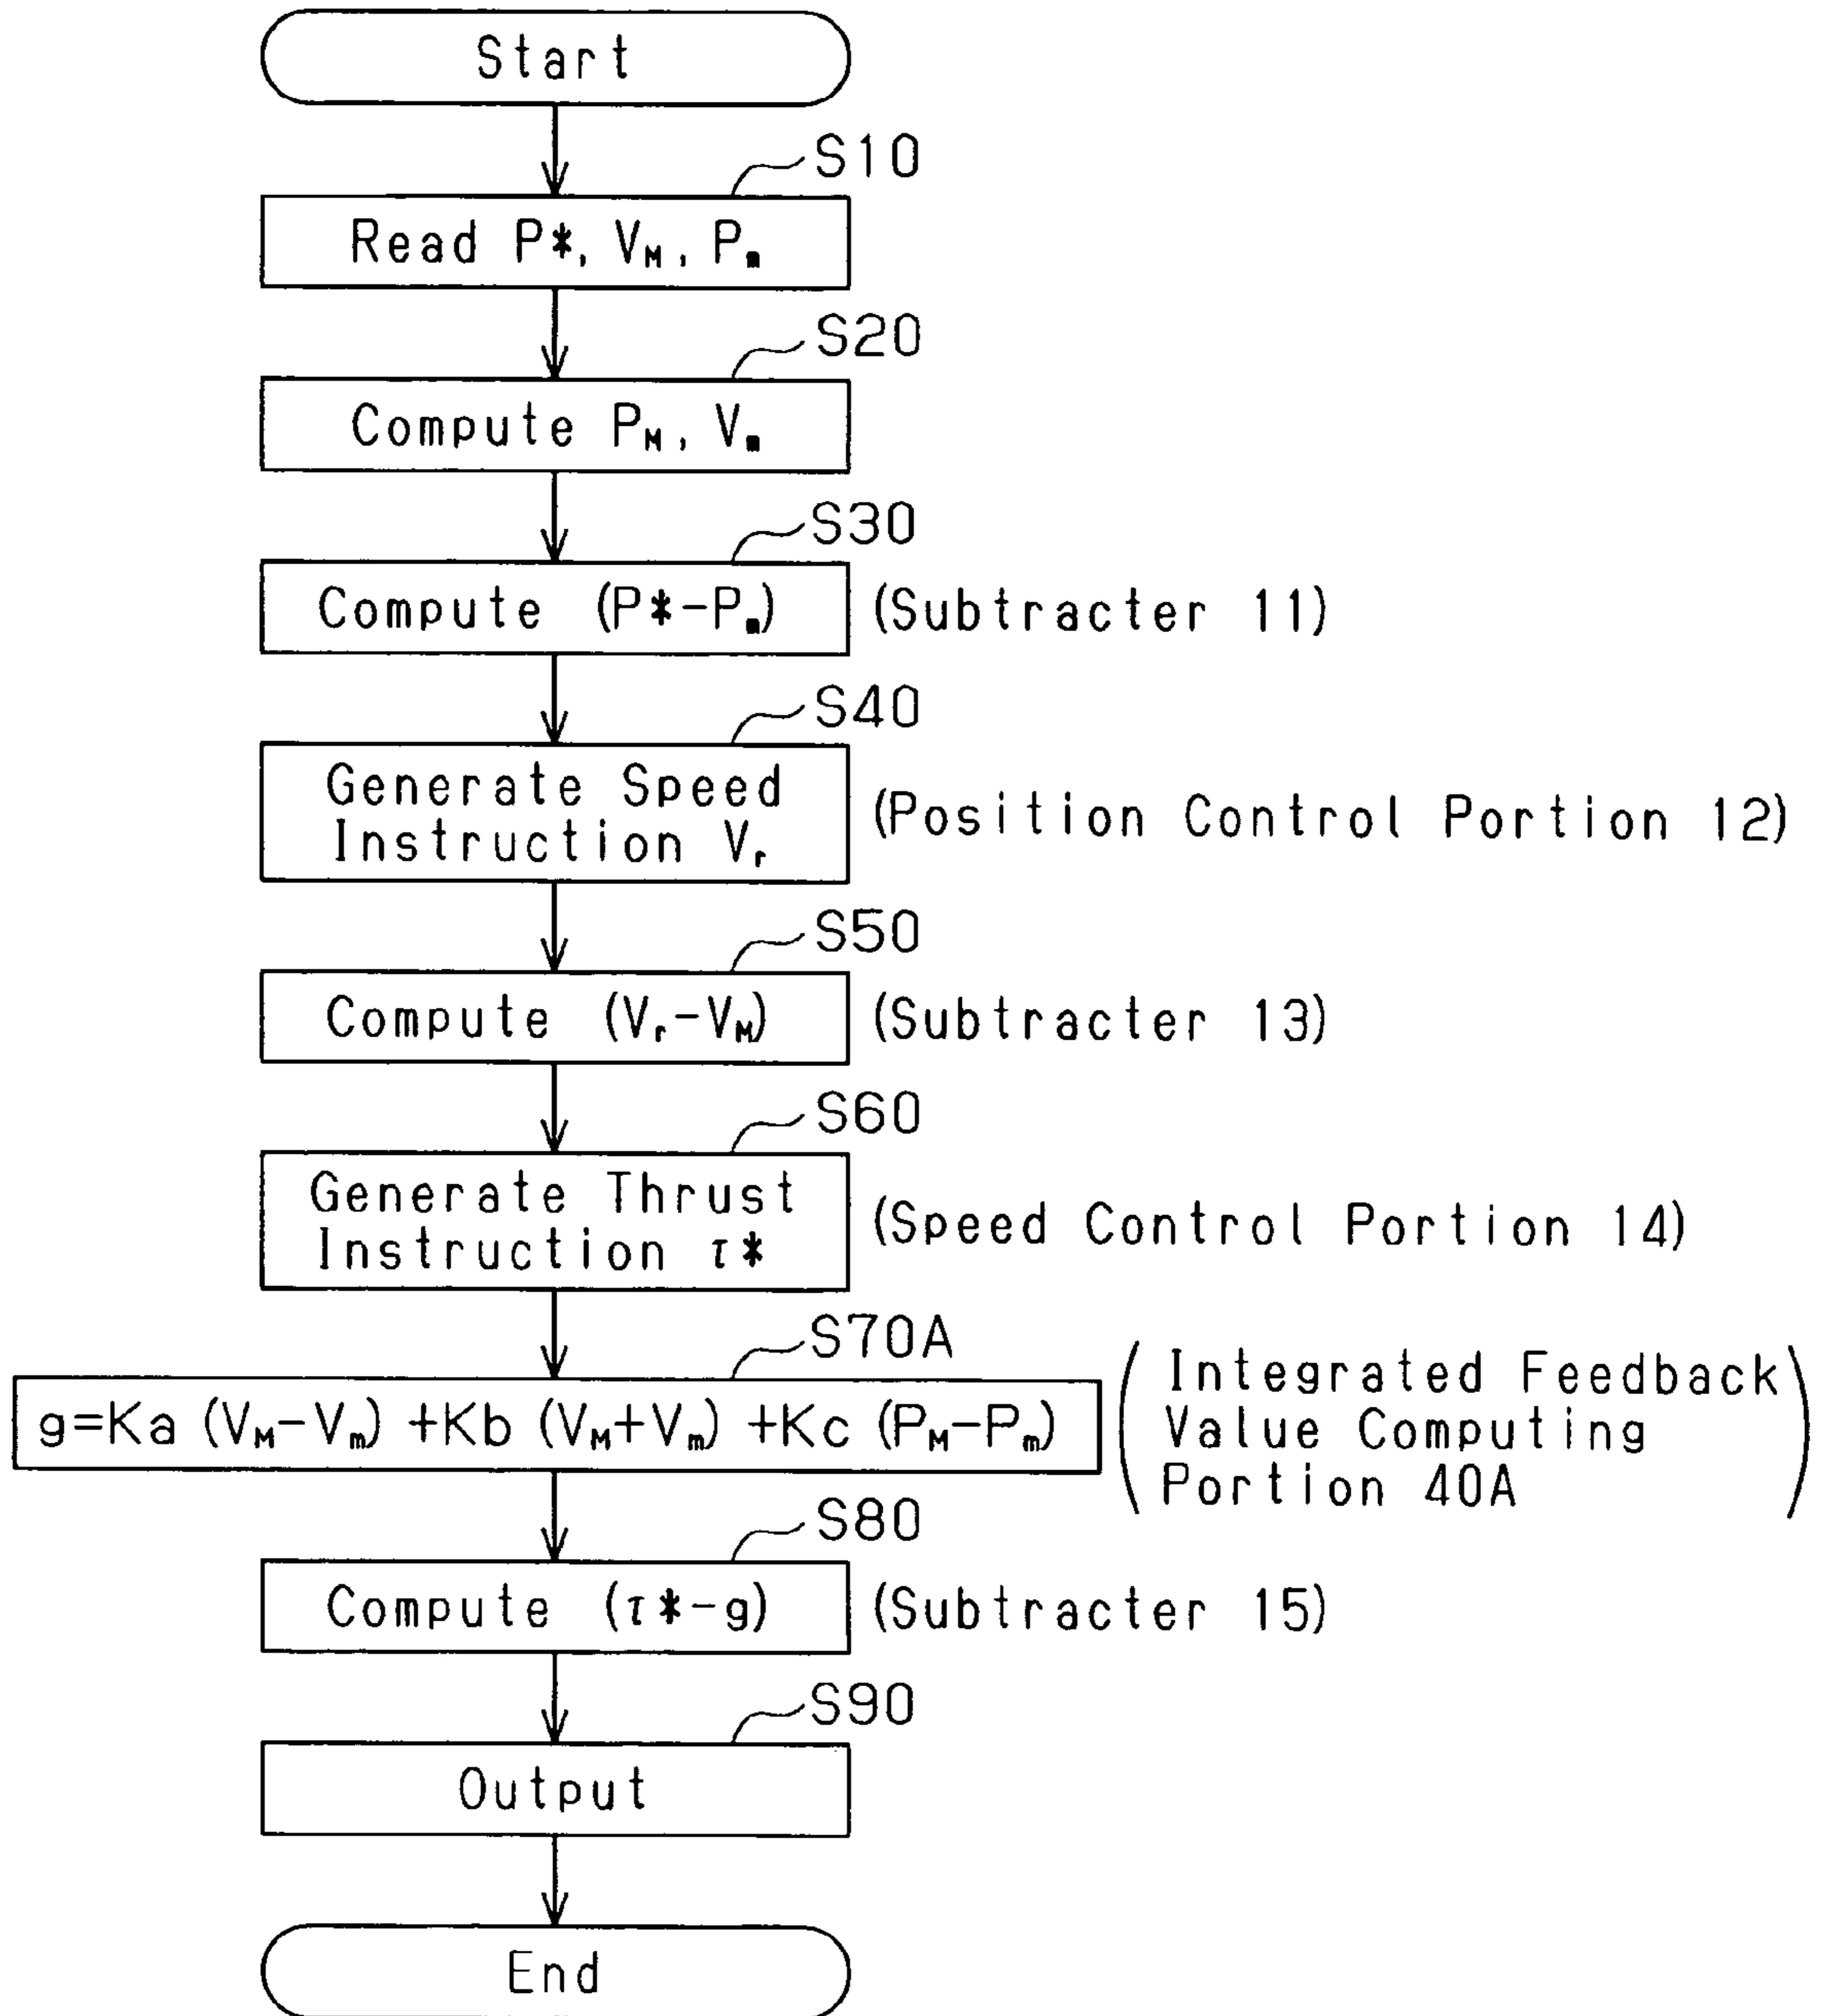 Start
S10
Read P*, V_M, P_m
S20
Compute P_M, V_m
S30
Compute (P*-P_m) (Subtracter 11)
S40
Generate Speed
Instruction V_r
(Position Control Portion 12)
S50
Compute (V_r-V_M) (Subtracter 13)
S60
Generate Thrust
Instruction τ*
(Speed Control Portion 14)
S70A
g=Ka (V_M-V_m) +Kb (V_M+V_m) +Kc (P_M-P_m)
(Integrated Feedback
Value Computing
Portion 40A)
S80
Compute (τ*-g) (Subtracter 15)
S90
Output
End